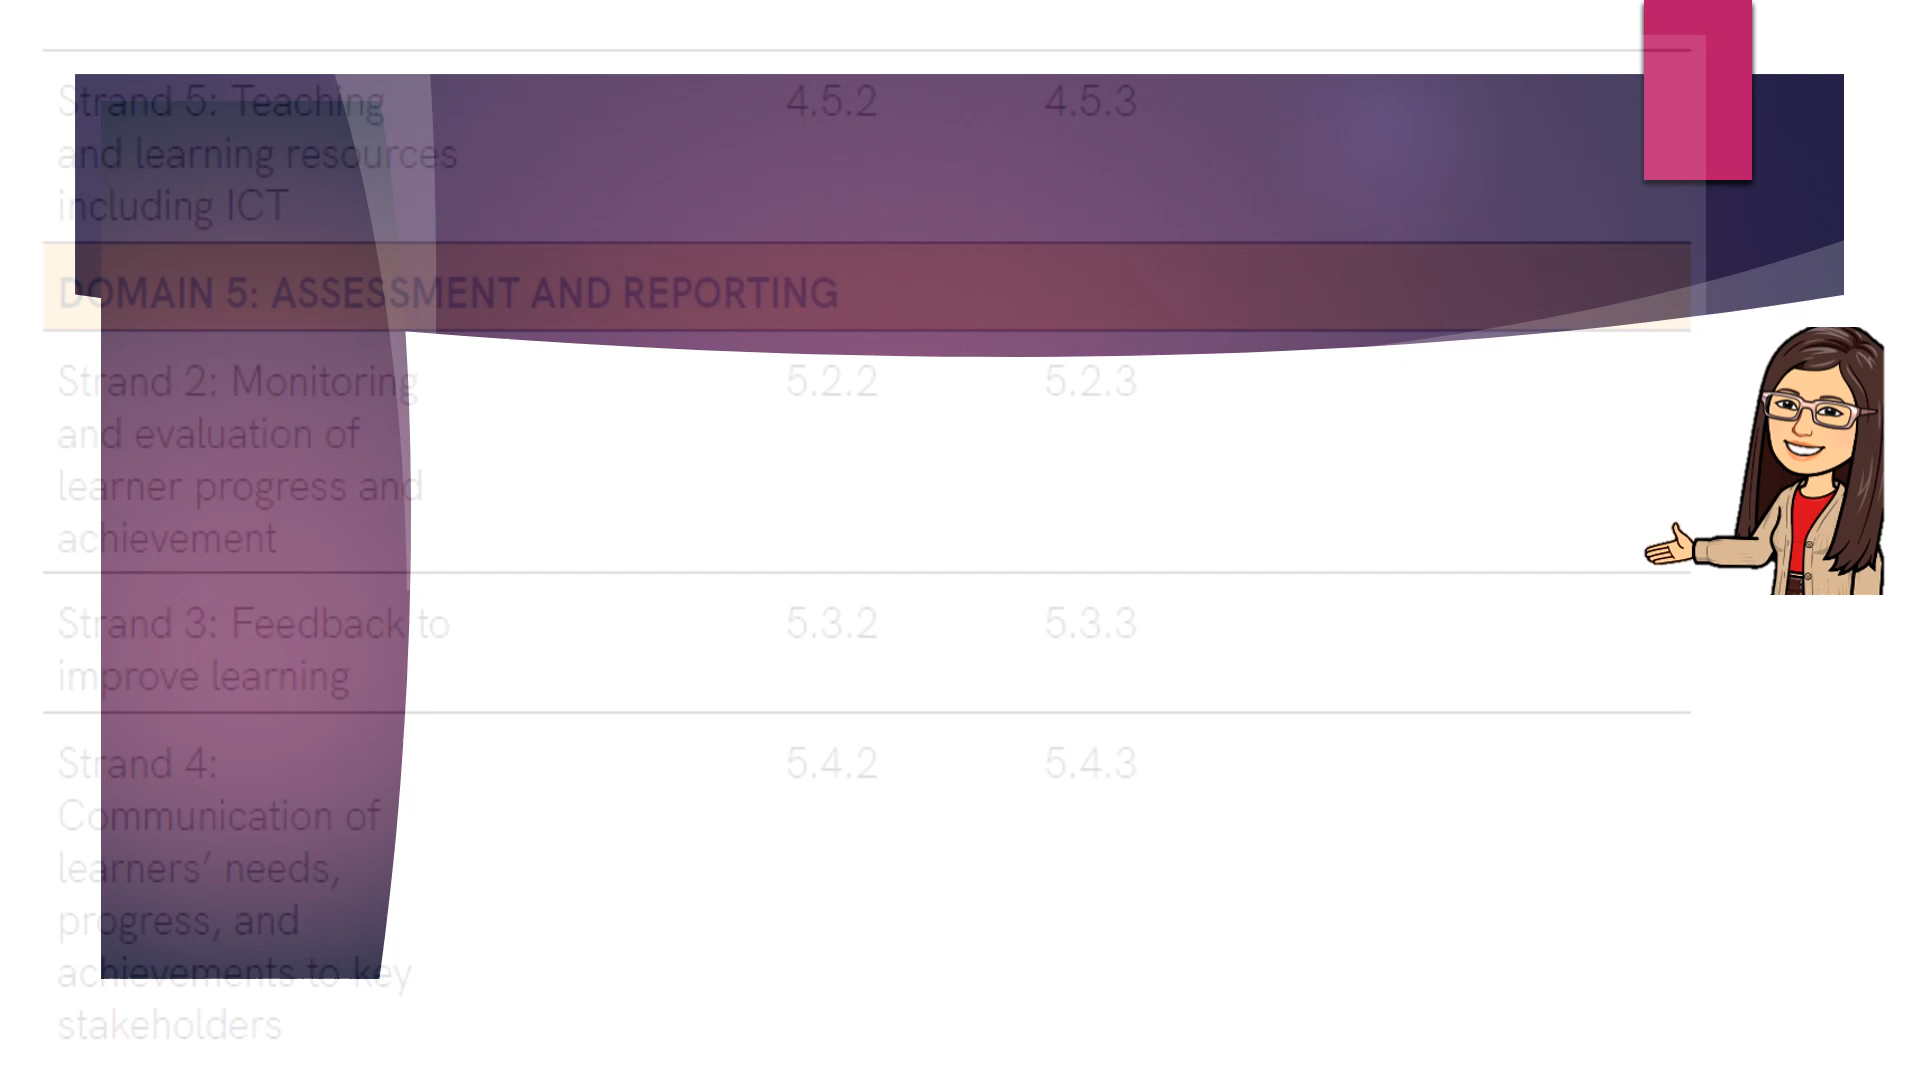 Strand 5: Teaching 4.5.2 4.5.3
and learning resources
including ICT
DOMAIN 5: ASSESSMENT AND REPORTING
Strand 2: Monitoring 5.2.2 5.2.3
and evaluation of
learner progress and
achievement
Strand 3: Feedback to 5.3.2 5.3.3
improve learning
Strand 4: 5.4.2 5.4.3
Communication of
learners’ needs,
progress, and
achievements to key
stakeholders